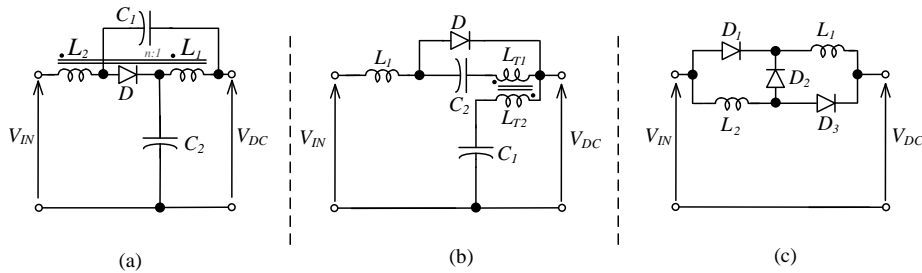 C1
L2 n:1 L1
D
VIN
C2
VDC
(a)
D
L1
LT1
C2
LT2
VIN
C1
VDC
(b)
D1
L1
D2
L2
D3
VIN
VDC
(c)